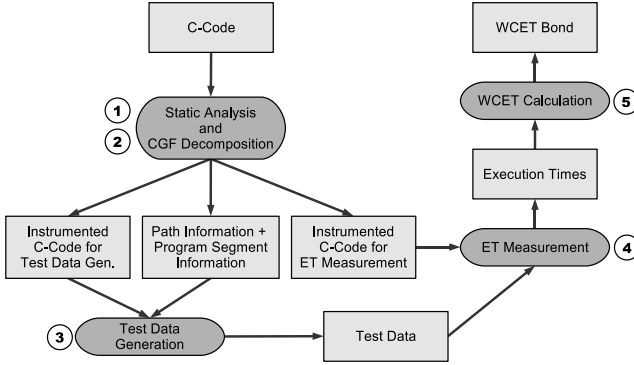 C-Code
WCET Bond
1
Static Analysis
and
CGF Decomposition
2
WCET Calculation
5
Execution Times
Instrumented
C-Code for
Test Data Gen.
Path Information +
Program Segment
Information
Instrumented
C-Code for
ET Measurement
ET Measurement
4
3
Test Data
Generation
Test Data